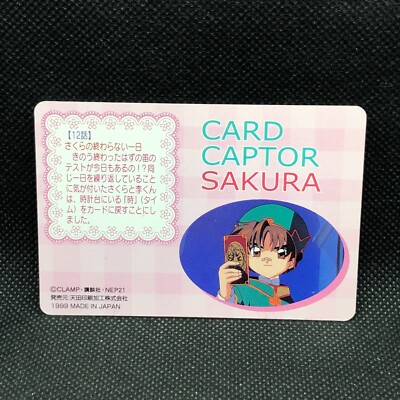 【12話】
さくらの終わらない一日
きのう終わったはずの笛の
テストが今日もあるの!?同
じ一日を繰り返していること
に気が付いたさくらと李くん
は、時計台にいる「時」(タイ
ム)をカードに戻すことにし
ました。
CARD
CAPTOR
SAKURA
©CLAMP・講談社・NEP21
発売元:天田印刷加工株式会社
1999 MADE IN JAPAN